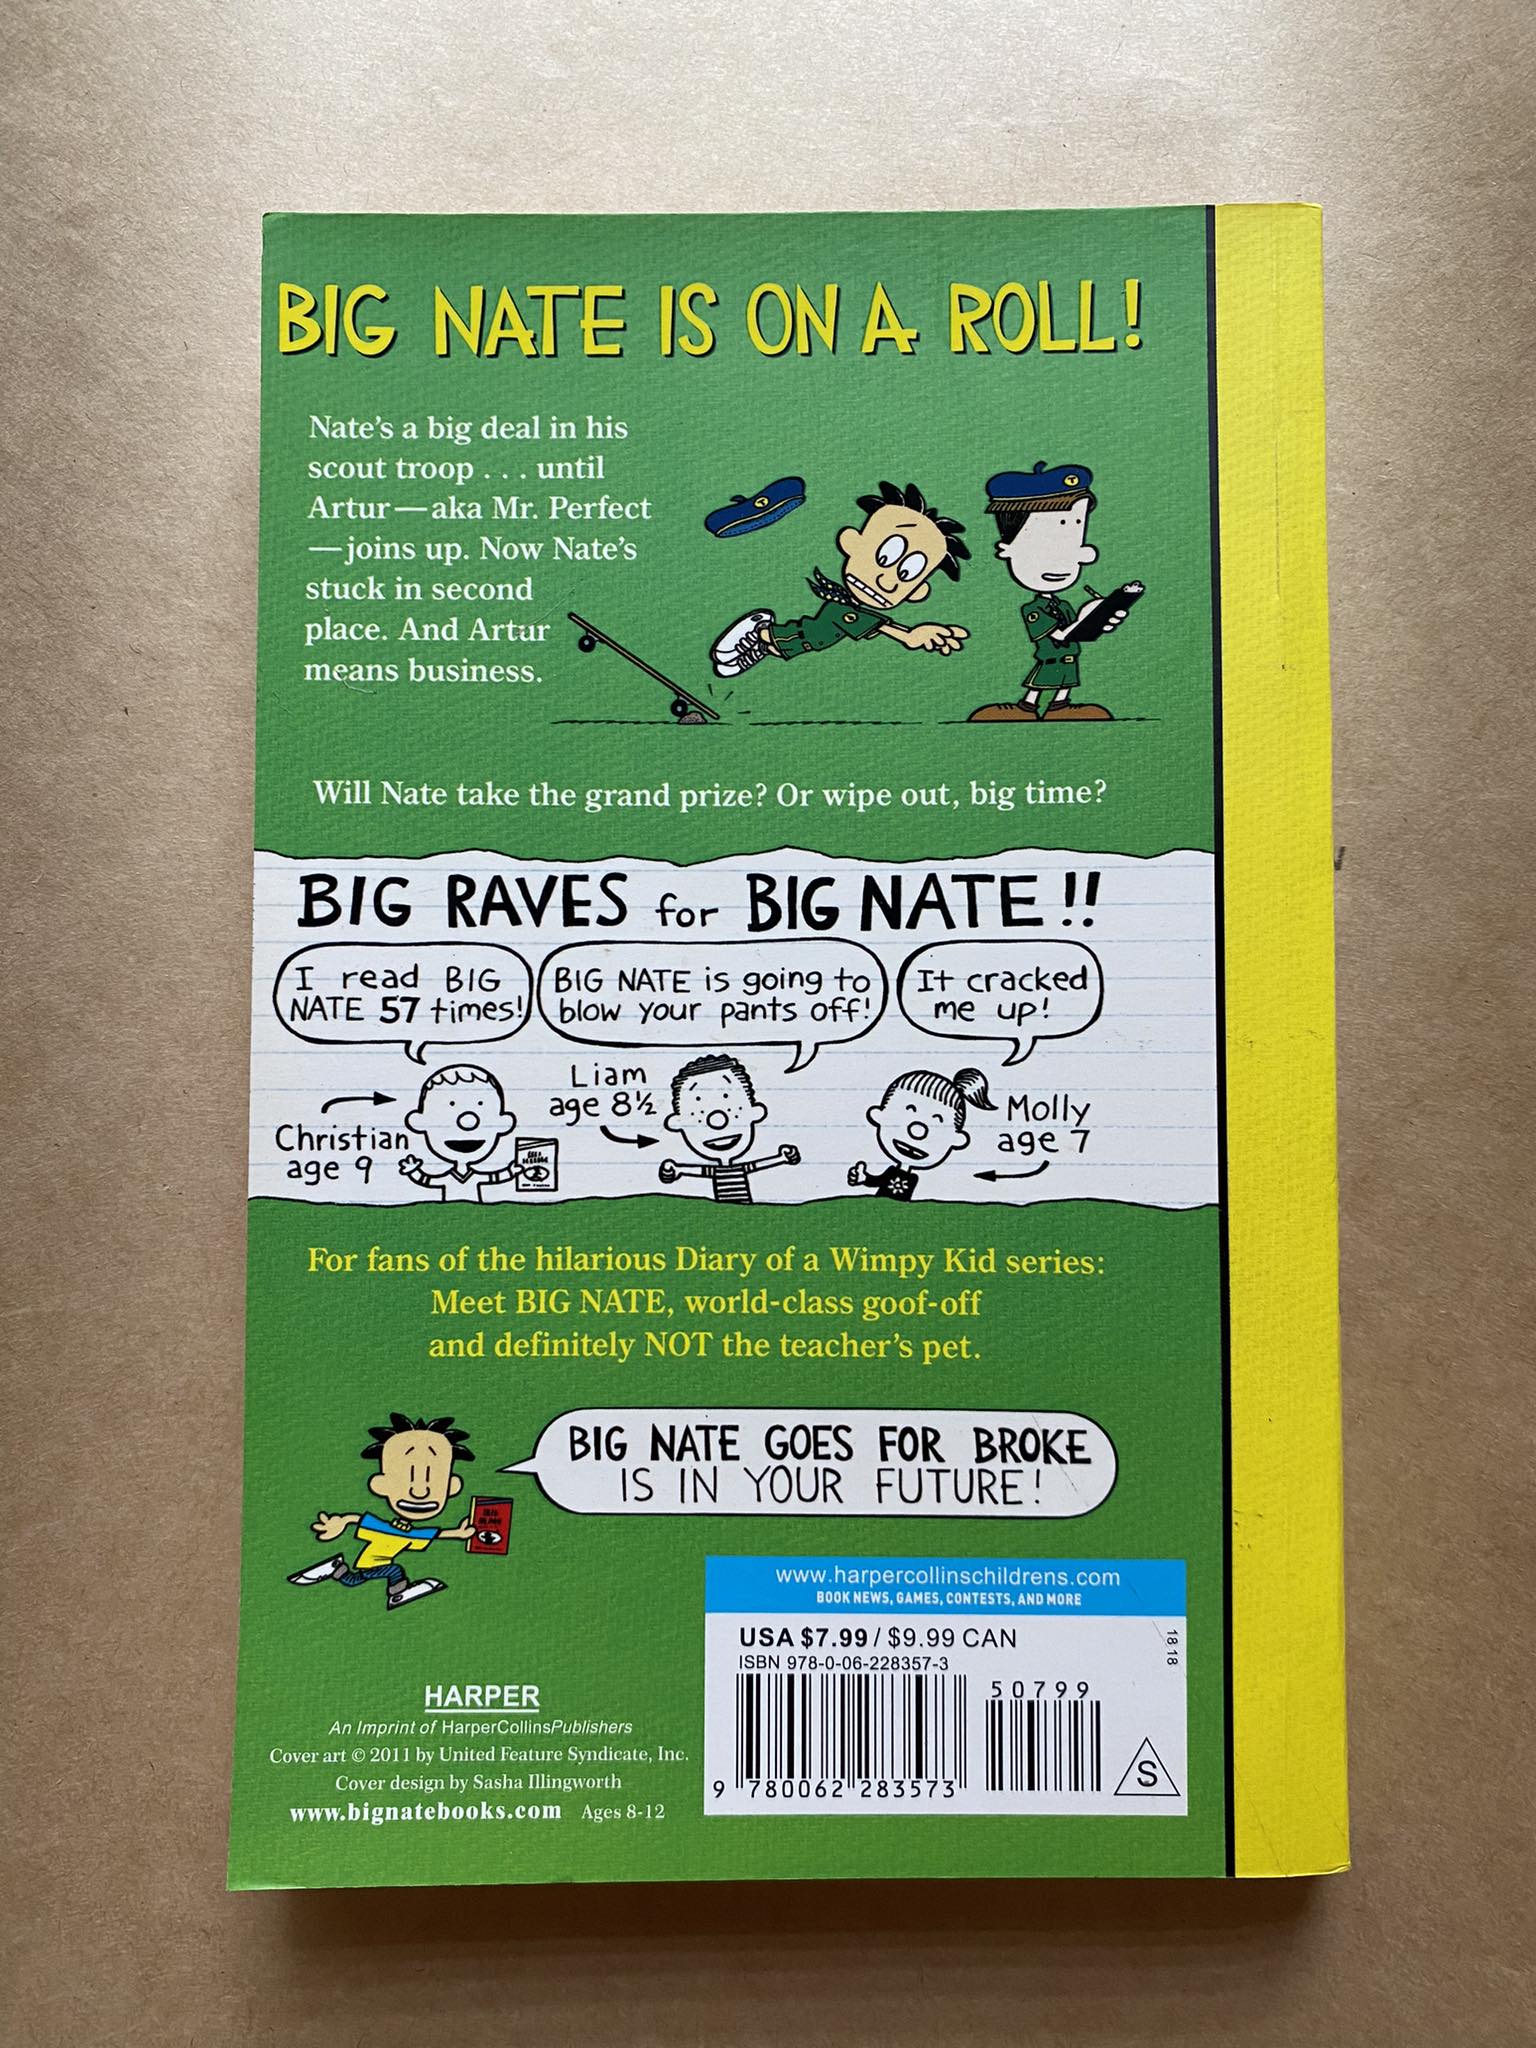 BIG NATE IS ON A ROLL!
Nate's a big deal in his
scout troop . . . until
Artur—aka Mr. Perfect
—joins up. Now Nate's
stuck in second
place. And Artur
means business.
Will Nate take the grand prize? Or wipe out, big time?
BIG RAVES for BIG NATE!!
I read BIG
NATE 57 times!
BIG NATE is going to
blow your pants off!
It cracked
me up!
Christian
age 9
Liam
age 8½
Molly
age 7
For fans of the hilarious Diary of a Wimpy Kid series:
Meet BIG NATE, world-class goof-off
and definitely NOT the teacher's pet.
BIG NATE GOES FOR BROKE
IS IN YOUR FUTURE!
www.harpercollinschildrens.com
BOOK NEWS, GAMES, CONTESTS, AND MORE
USA $7.99 / $9.99 CAN
ISBN 978-0-06-228357-3
18 18
50799
9 780062 283573
S
HARPER
An Imprint of HarperCollinsPublishers
Cover art © 2011 by United Feature Syndicate, Inc.
Cover design by Sasha Illingworth
www.bignatebooks.com Ages 8-12